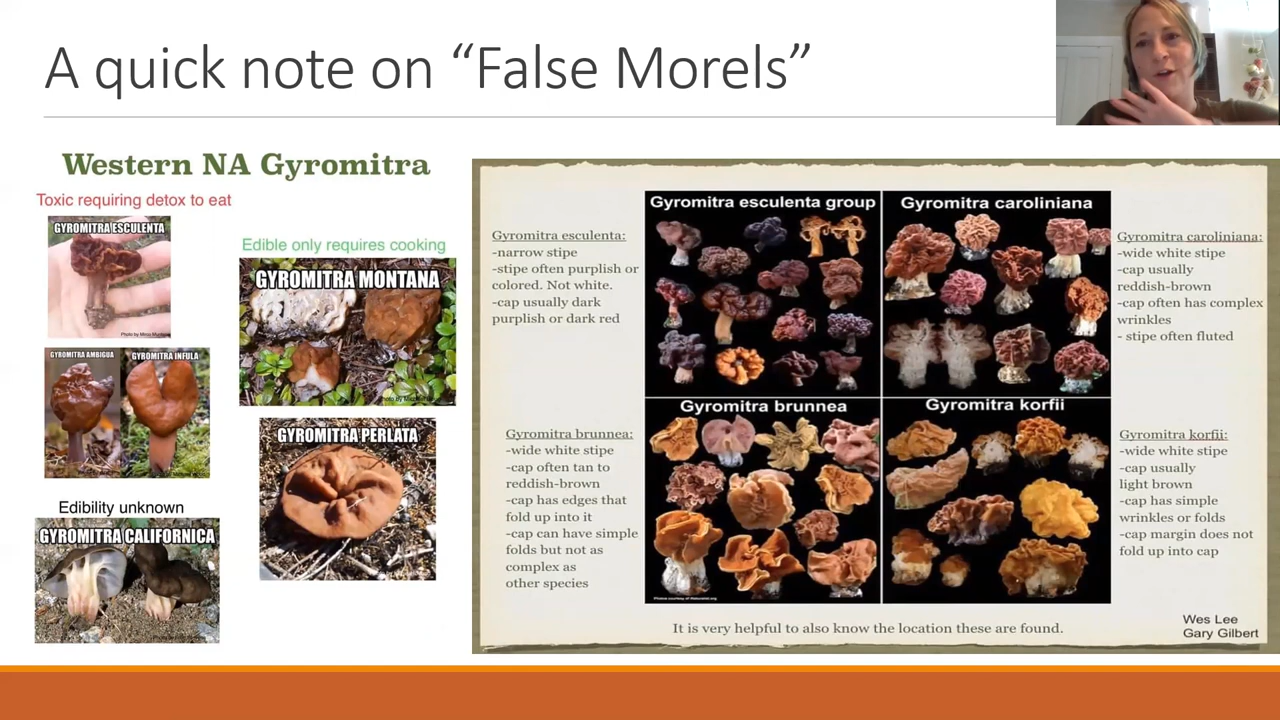 A quick note on “False Morels”
Western NA Gyromitra
Toxic requiring detox to eat
GYROMITRA ESCULENTA
GYROMITRA AMBIGUA
GYROMITRA INFULA
Edibility unknown
GYROMITRA CALIFORNICA
Edible only requires cooking
GYROMITRA MONTANA
GYROMITRA PERLATA
Gyromitra esculenta:
-narrow stipe
-stipe often purplish or
colored. Not white.
-cap usually dark
purplish or dark red
Gyromitra brunnea:
-wide white stipe
-cap often tan to
reddish-brown
-cap has edges that
fold up into it
-cap can have simple
folds but not as
complex as
other species
Gyromitra esculenta group
Gyromitra caroliniana
Gyromitra brunnea
Gyromitra korfii
Gyromitra caroliniana:
-wide white stipe
-cap usually
reddish-brown
-cap often has complex
wrinkles
- stipe often fluted
Gyromitra korfii:
-wide white stipe
-cap usually
light brown
-cap has simple
wrinkles or folds
-cap margin does not
fold up into cap
It is very helpful to also know the location these are found.
Wes Lee
Gary Gilbert